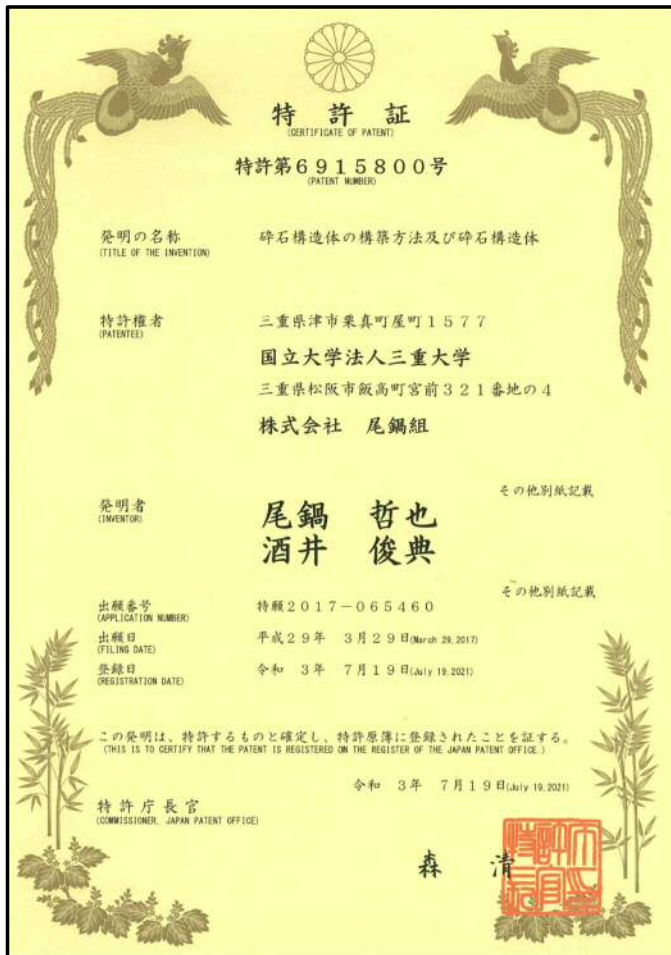 特許証
(CERTIFICATE OF PATENT)
特許第6915800号
(PATENT NUMBER)
発明の名称
(TITLE OF THE INVENTION)
砕石構造体の構築方法及び砕石構造体
特許権者
(PATENTEE)
三重県津市栗真町屋町1577
国立大学法人三重大学
三重県松阪市飯高町宮前321番地の4
株式会社 尾鍋組
その他別紙記載
発明者
(INVENTOR)
尾鍋 哲也
酒井 俊典
その他別紙記載
出願番号
(APPLICATION NUMBER)
特願2017-065460
出願日
(FILING DATE)
平成29年 3月29日(March 29,2017)
登録日
(REGISTRATION DATE)
令和 3年 7月19日(July 19,2021)
この発明は、特許するものと確定し、特許原簿に登録されたことを証する。
(THIS IS TO CERTIFY THAT THE PATENT IS REGISTERED ON THE REGISTER OF THE JAPAN PATENT OFFICE.)
令和 3年 7月19日(July 19,2021)
特許庁長官
(COMMISSIONER, JAPAN PATENT OFFICE)
森 清